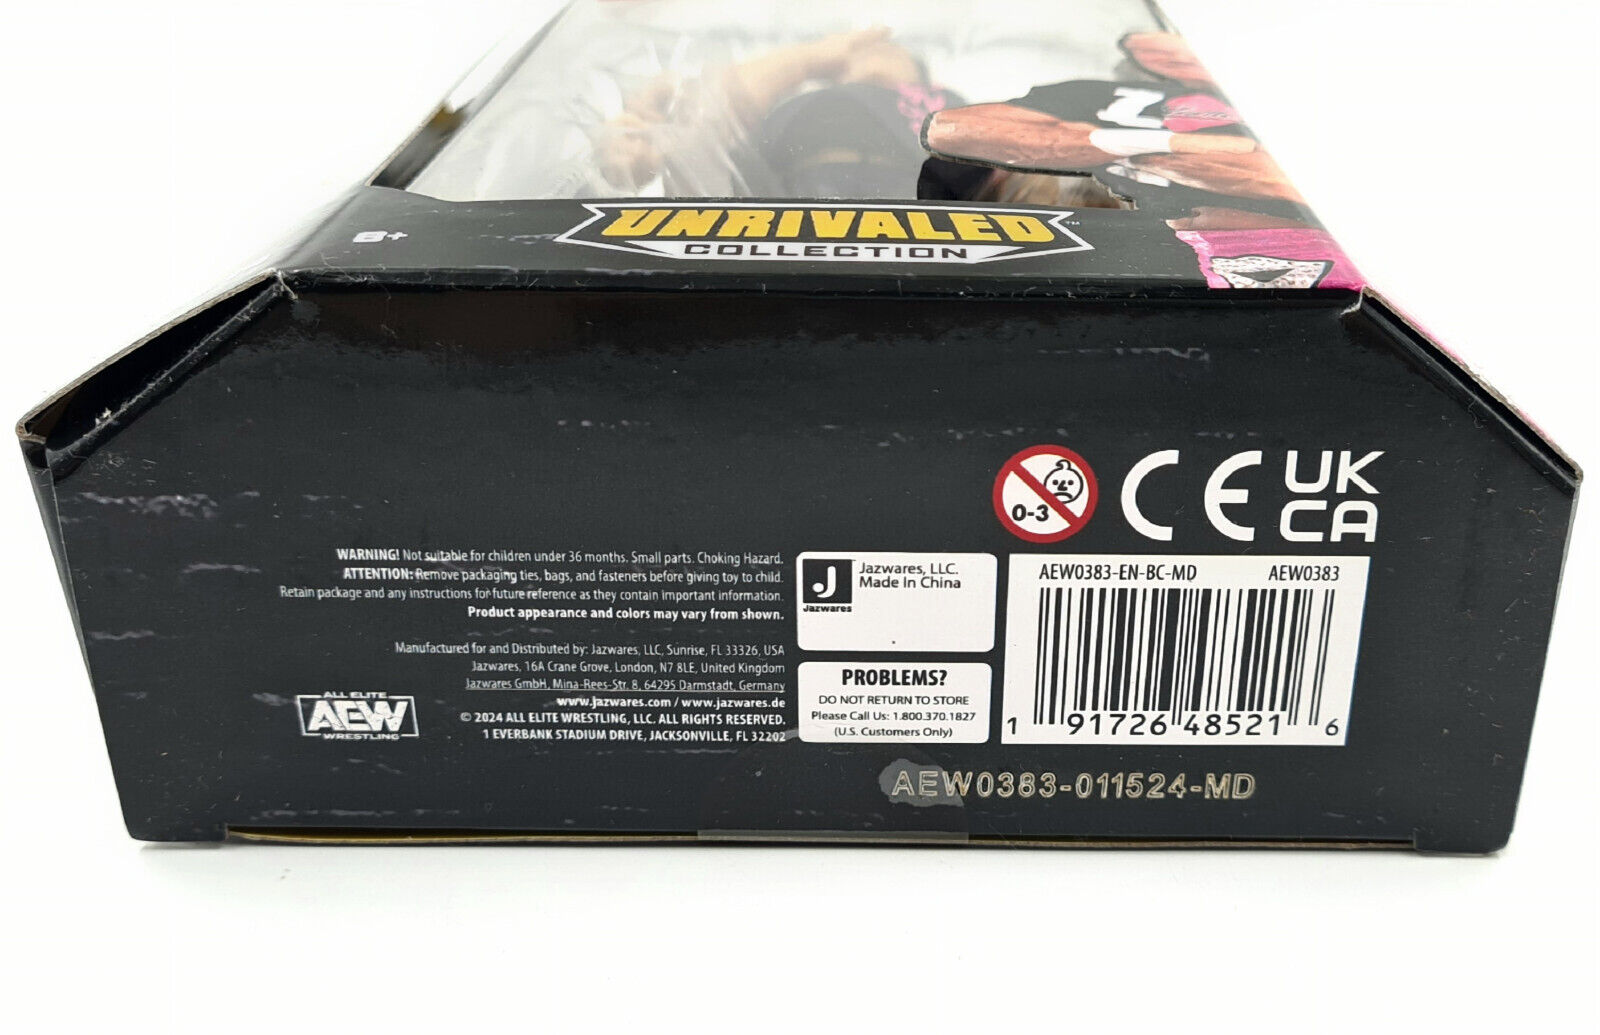 8+
UNRIVALED™
COLLECTION
0-3
CE
UK
CA
WARNING! Not suitable for children under 36 months. Small parts. Choking Hazard.
ATTENTION: Remove packaging ties, bags, and fasteners before giving toy to child.
Retain package and any instructions for future reference as they contain important information.
Product appearance and colors may vary from shown.
Manufactured for and Distributed by: Jazwares, LLC, Sunrise, FL 33326, USA
Jazwares, 16A Crane Grove, London, N7 8LE, United Kingdom
Jazwares GmbH, Mina-Rees-Str. 8, 64295 Darmstadt, Germany
www.jazwares.com / www.jazwares.de
© 2024 ALL ELITE WRESTLING, LLC. ALL RIGHTS RESERVED.
1 EVERBANK STADIUM DRIVE, JACKSONVILLE, FL 32202
ALL ELITE
AEW
WRESTLING
J
Jazwares
Jazwares, LLC.
Made In China
PROBLEMS?
DO NOT RETURN TO STORE
Please Call Us: 1.800.370.1827
(U.S. Customers Only)
AEW0383-EN-BC-MD AEW0383
1 91726 48521 6
AEW0383-011524-MD